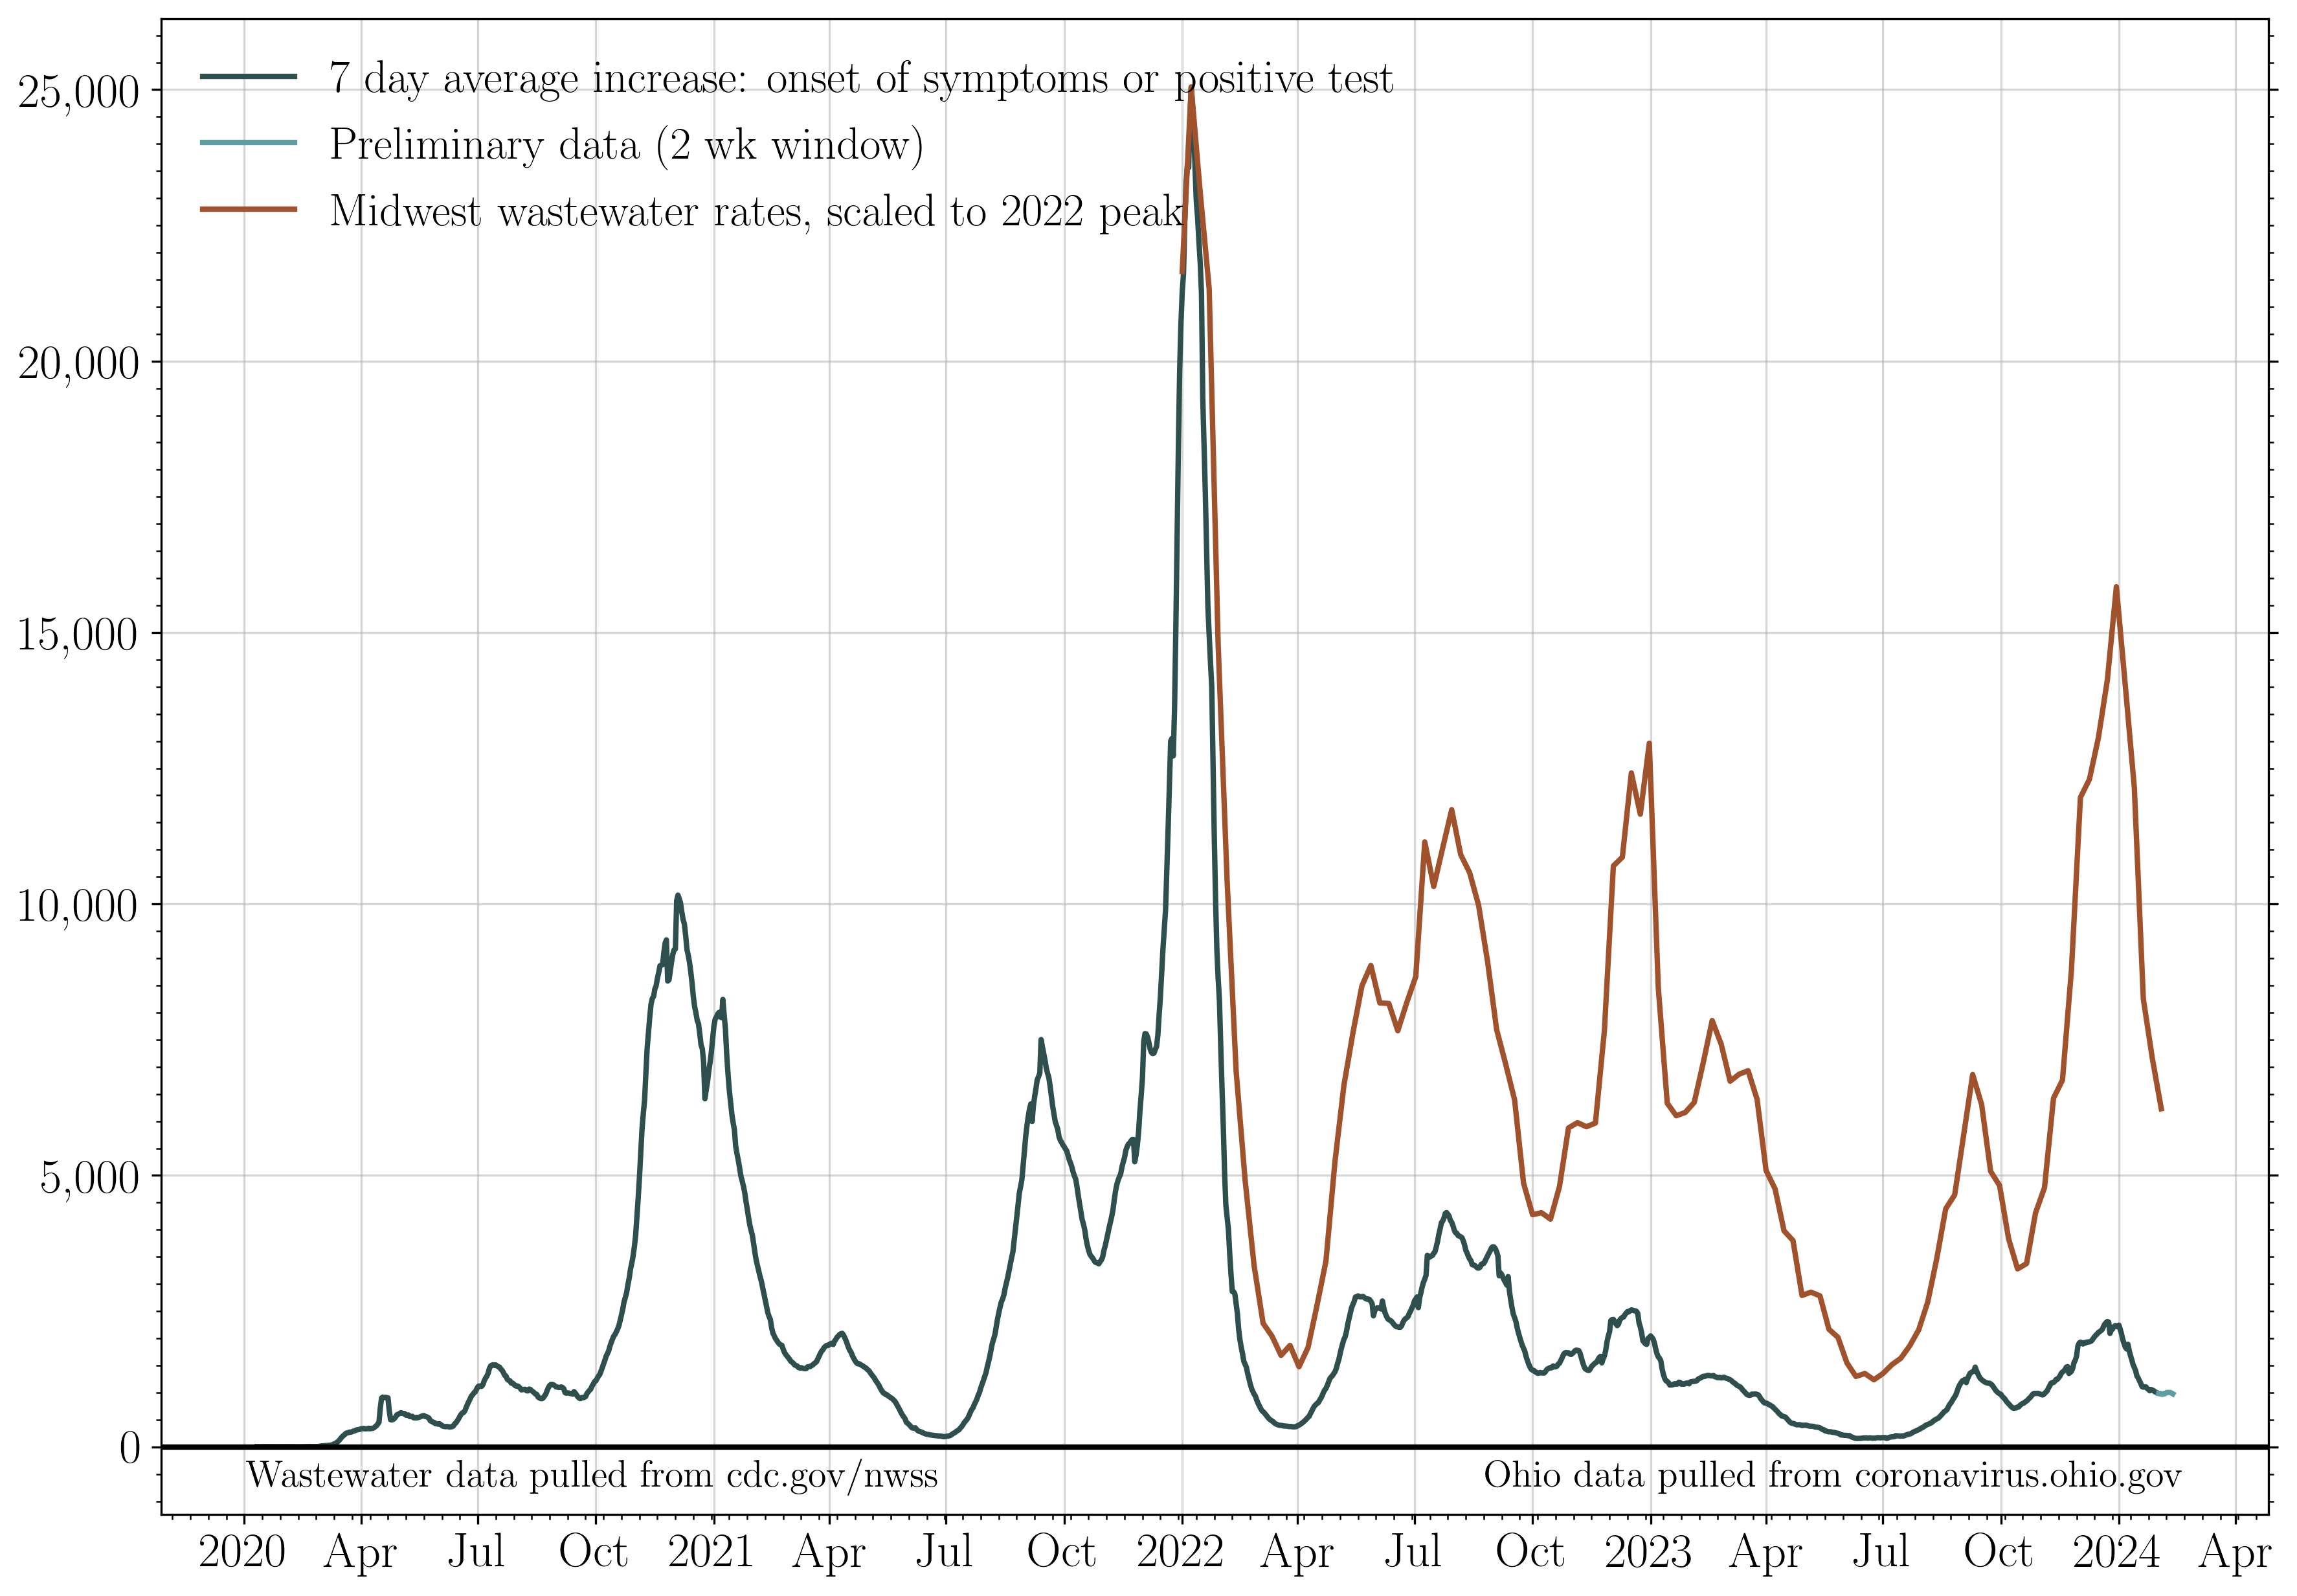 7 day average increase: onset of symptoms or positive test
Preliminary data (2 wk window)
Midwest wastewater rates, scaled to 2022 peak
25,000
20,000
15,000
10,000
5,000
0
Wastewater data pulled from cdc.gov/nwss
Ohio data pulled from coronavirus.ohio.gov
2020 Apr Jul Oct 2021 Apr Jul Oct 2022 Apr Jul Oct 2023 Apr Jul Oct 2024 Apr